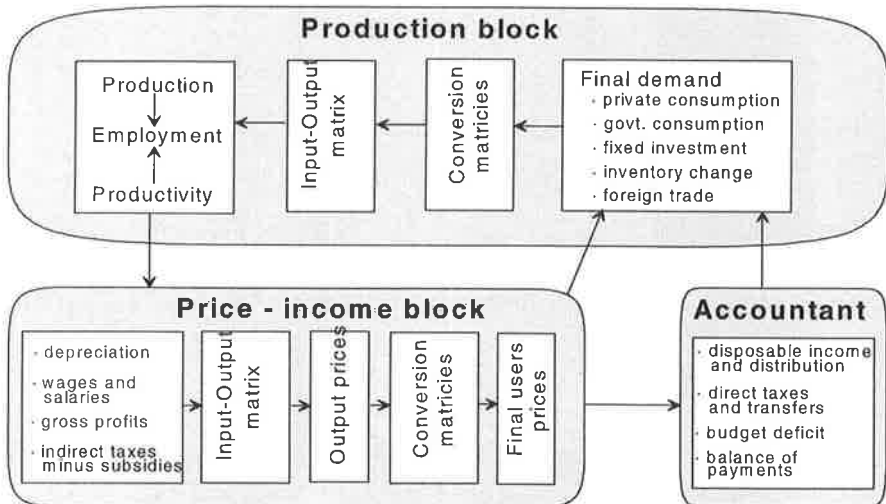 Production block
Production
Employment
Productivity
Input-Output
matrix
Conversion
matricies
Final demand
· private consumption
· govt. consumption
· fixed investment
· inventory change
· foreign trade
Price - income block
· depreciation
· wages and
salaries
· gross profits
· indirect taxes
minus subsidies
Input-Output
matrix
Output prices
Conversion
matricies
Final users
prices
Accountant
· disposable income
and distribution
· direct taxes
and transfers
· budget deficit
· balance of
payments